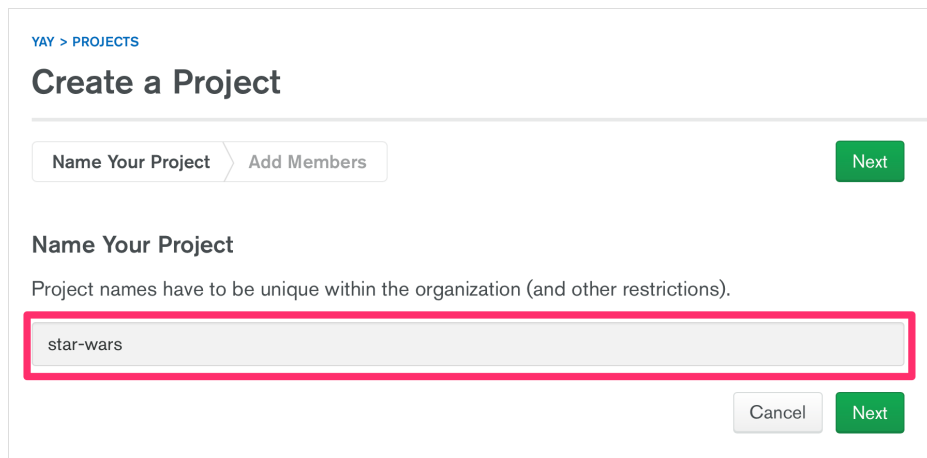 YAY > PROJECTS
Create a Project
Name Your Project Add Members Next
Name Your Project
Project names have to be unique within the organization (and other restrictions).
star-wars
Cancel Next